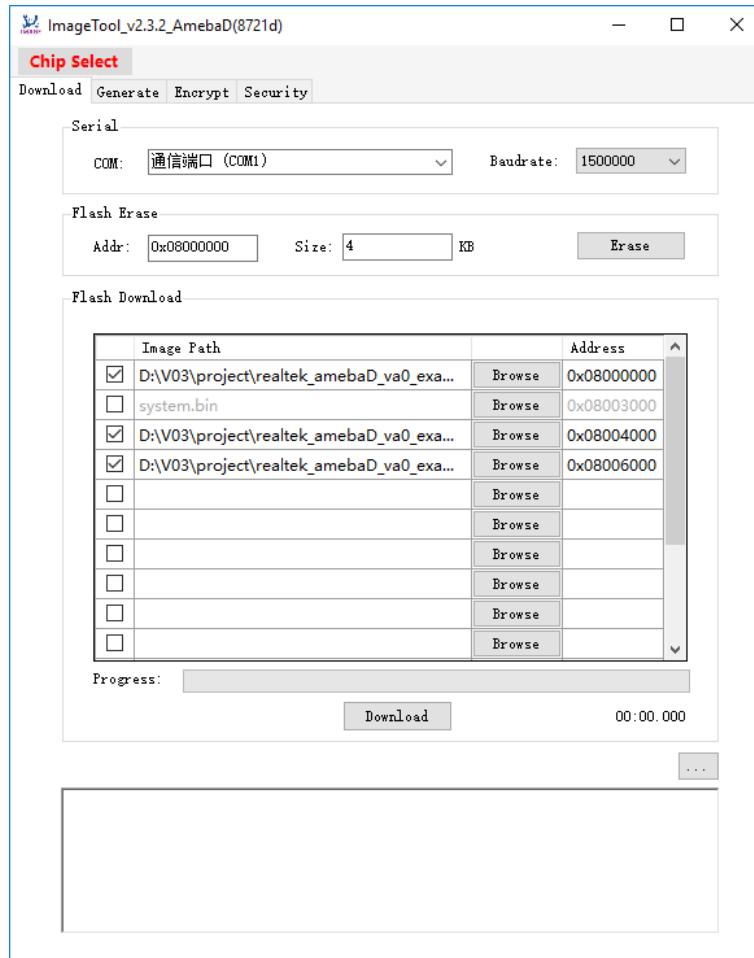 ImageTool_v2.3.2_AmebaD(8721d)
Chip Select
Download Generate Encrypt Security
Serial
COM: 通信端口 (COM1) Baudrate: 1500000
Flash Erase
Addr: 0x08000000 Size: 4 KB Erase
Flash Download
Image Path Address
D:\V03\project\realtek_amebaD_va0_exa... Browse 0x08000000
system.bin Browse 0x08003000
D:\V03\project\realtek_amebaD_va0_exa... Browse 0x08004000
D:\V03\project\realtek_amebaD_va0_exa... Browse 0x08006000
Browse
Browse
Browse
Browse
Browse
Browse
Progress:
Download 00:00.000
...